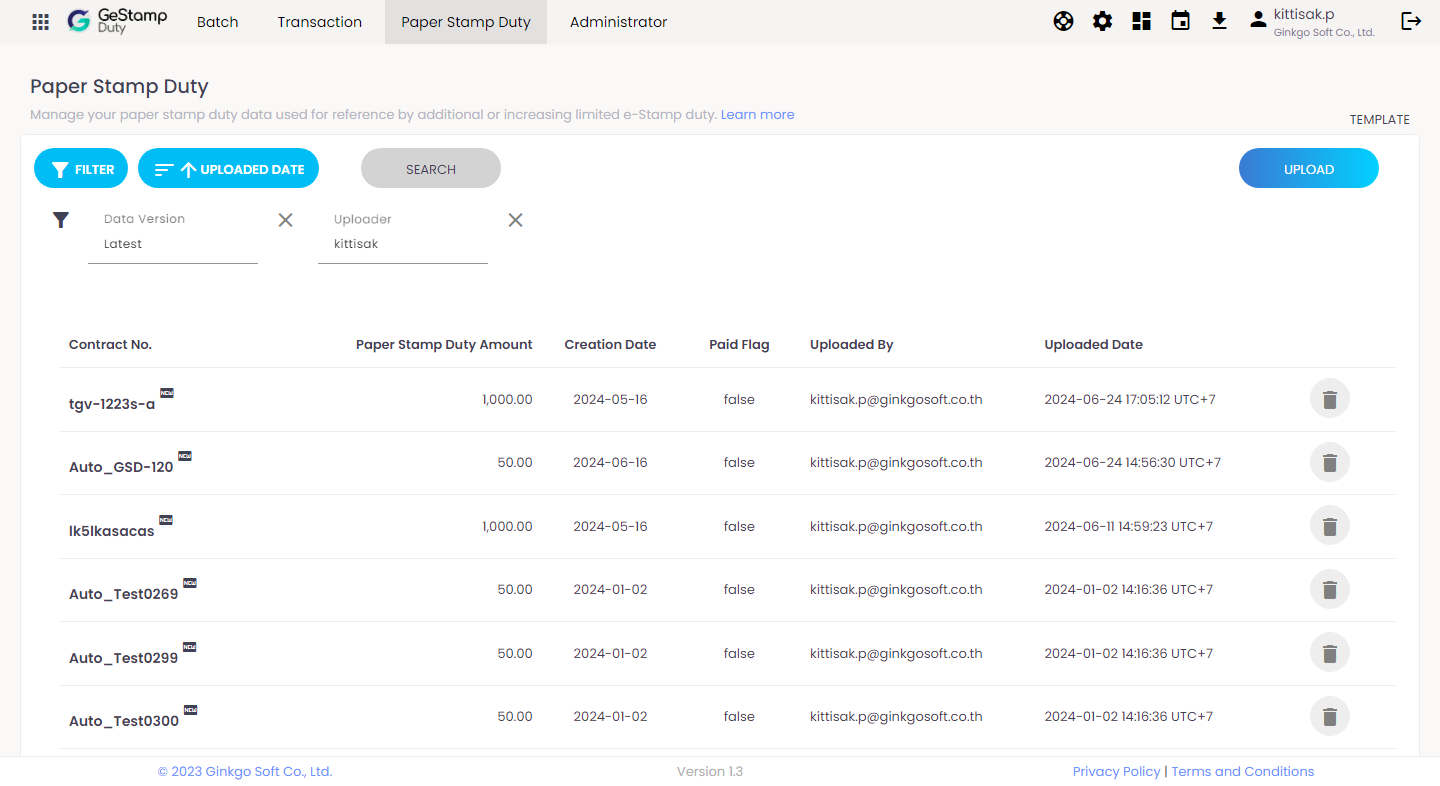 GeStamp Duty Batch Transaction Paper Stamp Duty Administrator kittisak.p
Ginkgo Soft Co., Ltd.
Paper Stamp Duty
Manage your paper stamp duty data used for reference by additional or increasing limited e-Stamp duty. Learn more
TEMPLATE
FILTER UPLOADED DATE SEARCH UPLOAD
Data Version Uploader
Latest kittisak
Contract No. Paper Stamp Duty Amount Creation Date Paid Flag Uploaded By Uploaded Date
tgv-1223s-a NEW 1,000.00 2024-05-16 false kittisak.p@ginkgosoft.co.th 2024-06-24 17:05:12 UTC+7
Auto_GSD-120 NEW 50.00 2024-06-16 false kittisak.p@ginkgosoft.co.th 2024-06-24 14:56:30 UTC+7
lk5lkasacas NEW 1,000.00 2024-05-16 false kittisak.p@ginkgosoft.co.th 2024-06-11 14:59:23 UTC+7
Auto_Test0269 NEW 50.00 2024-01-02 false kittisak.p@ginkgosoft.co.th 2024-01-02 14:16:36 UTC+7
Auto_Test0299 NEW 50.00 2024-01-02 false kittisak.p@ginkgosoft.co.th 2024-01-02 14:16:36 UTC+7
Auto_Test0300 NEW 50.00 2024-01-02 false kittisak.p@ginkgosoft.co.th 2024-01-02 14:16:36 UTC+7
© 2023 Ginkgo Soft Co., Ltd. Version 1.3 Privacy Policy | Terms and Conditions